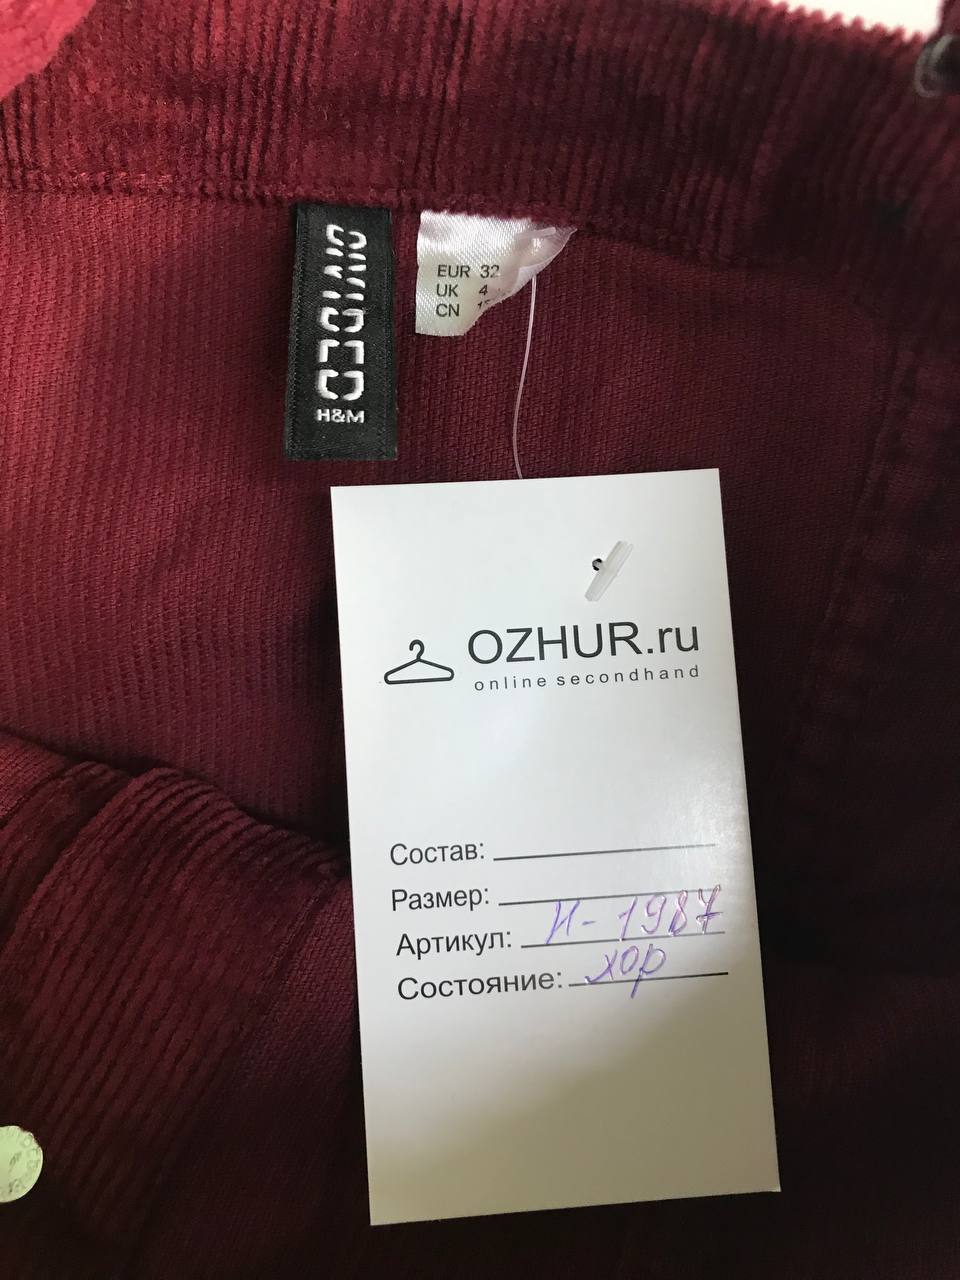 DIVIDED
H&M
EUR 32
UK 4
CN
OZHUR.ru
online secondhand
Состав:
Размер:
Артикул: И-1987
Состояние: хор